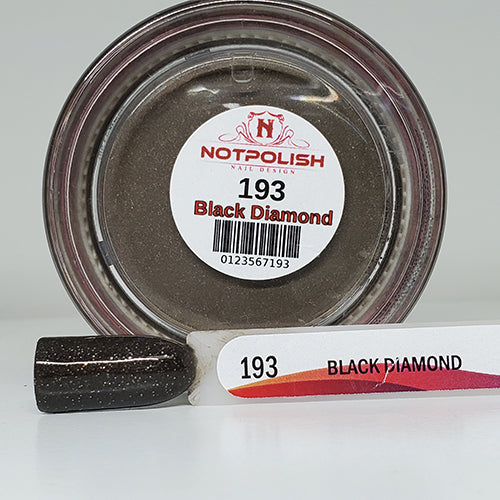 N
NOTPOLISH
NAIL DESIGN
193
Black Diamond
0123567193
193 BLACK DiAMOND